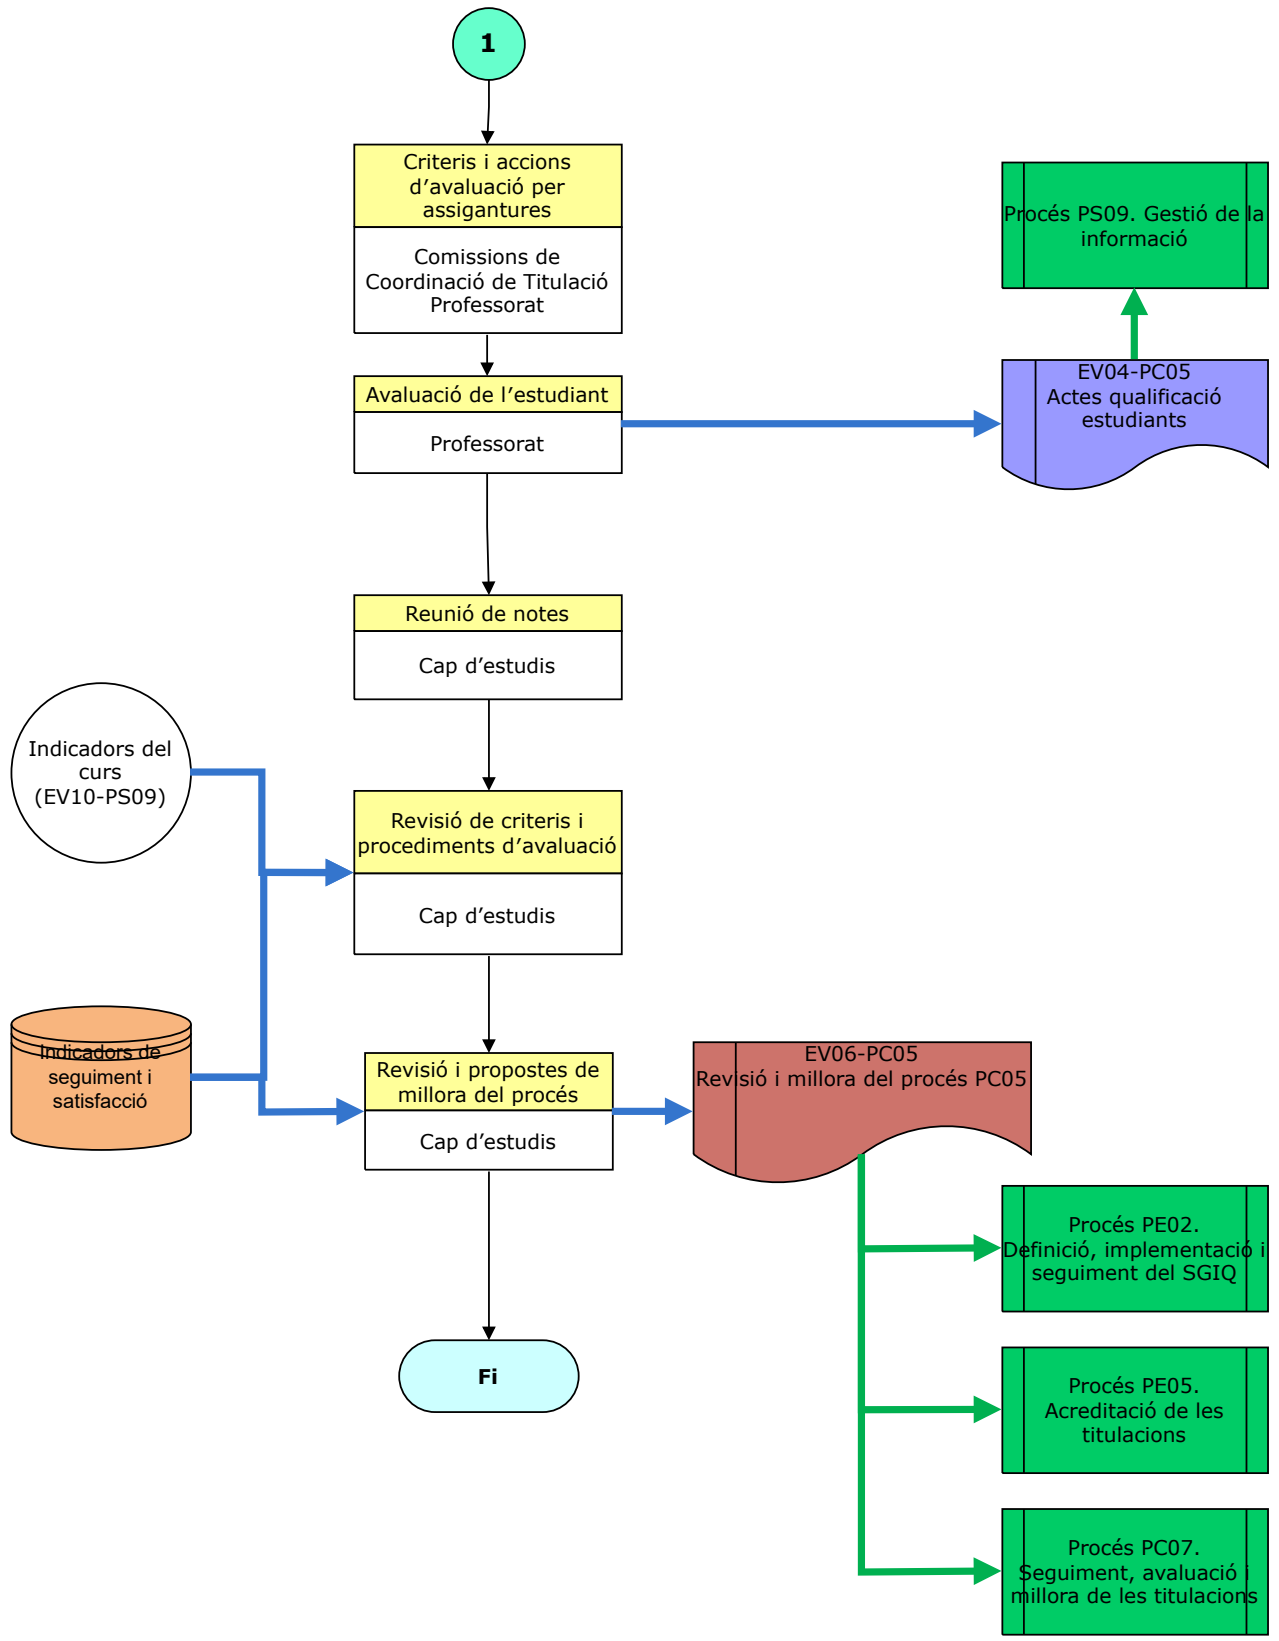 1
Criteris i accions
d’avaluació per
assigantures
Comissions de
Coordinació de Titulació
Professorat
Procés PS09. Gestió de la
informació
Avaluació de l’estudiant
Professorat
EV04-PC05
Actes qualificació
estudiants
Reunió de notes
Cap d’estudis
Indicadors del
curs
(EV10-PS09)
Revisió de criteris i
procediments d’avaluació
Cap d’estudis
Indicadors de
seguiment i
satisfacció
Revisió i propostes de
millora del procés
Cap d’estudis
EV06-PC05
Revisió i millora del procés PC05
Procés PE02.
Definició, implementació i
seguiment del SGIQ
Fi
Procés PE05.
Acreditació de les
titulacions
Procés PC07.
Seguiment, avaluació i
millora de les titulacions